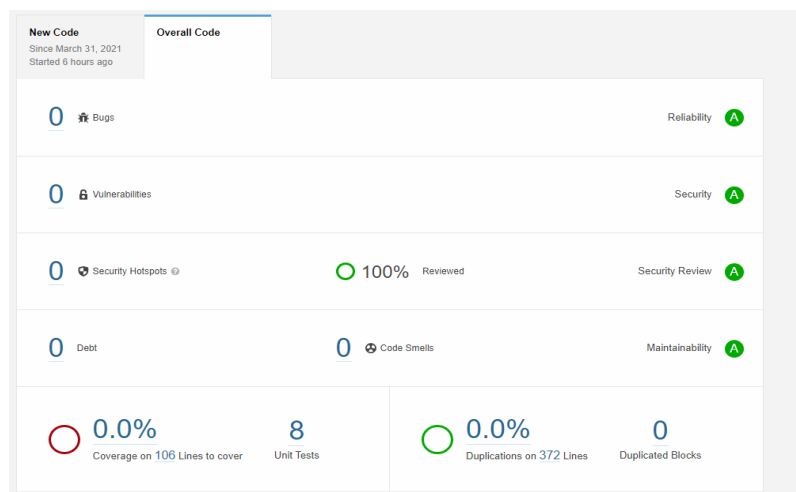 New Code
Overall Code
Since March 31, 2021
Started 6 hours ago
0 Bugs
Reliability A
0 Vulnerabilities
Security A
0 Security Hotspots ?
100% Reviewed
Security Review A
0 Debt
0 Code Smells
Maintainability A
0.0%
Coverage on 106 Lines to cover
8
Unit Tests
0.0%
Duplications on 372 Lines
0
Duplicated Blocks